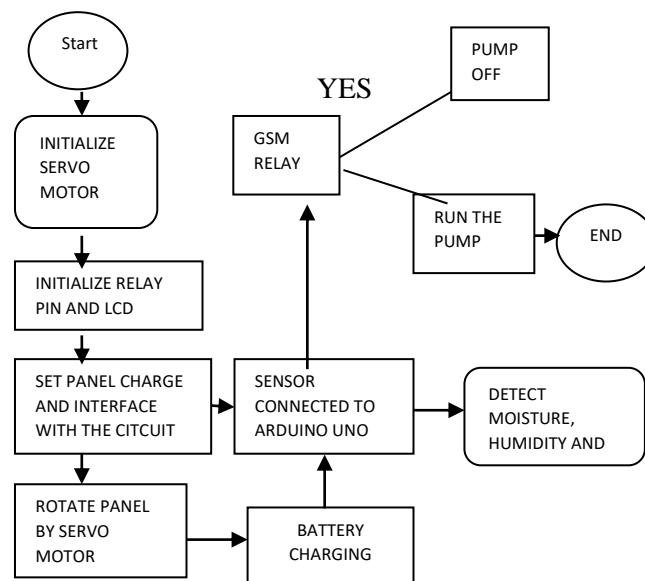 Start
INITIALIZE
SERVO
MOTOR
INITIALIZE RELAY
PIN AND LCD
SET PANEL CHARGE
AND INTERFACE
WITH THE CITCUIT
ROTATE PANEL
BY SERVO
MOTOR
BATTERY
CHARGING
SENSOR
CONNECTED TO
ARDUINO UNO
DETECT
MOISTURE,
HUMIDITY AND
GSM
RELAY
YES
PUMP
OFF
RUN THE
PUMP
END